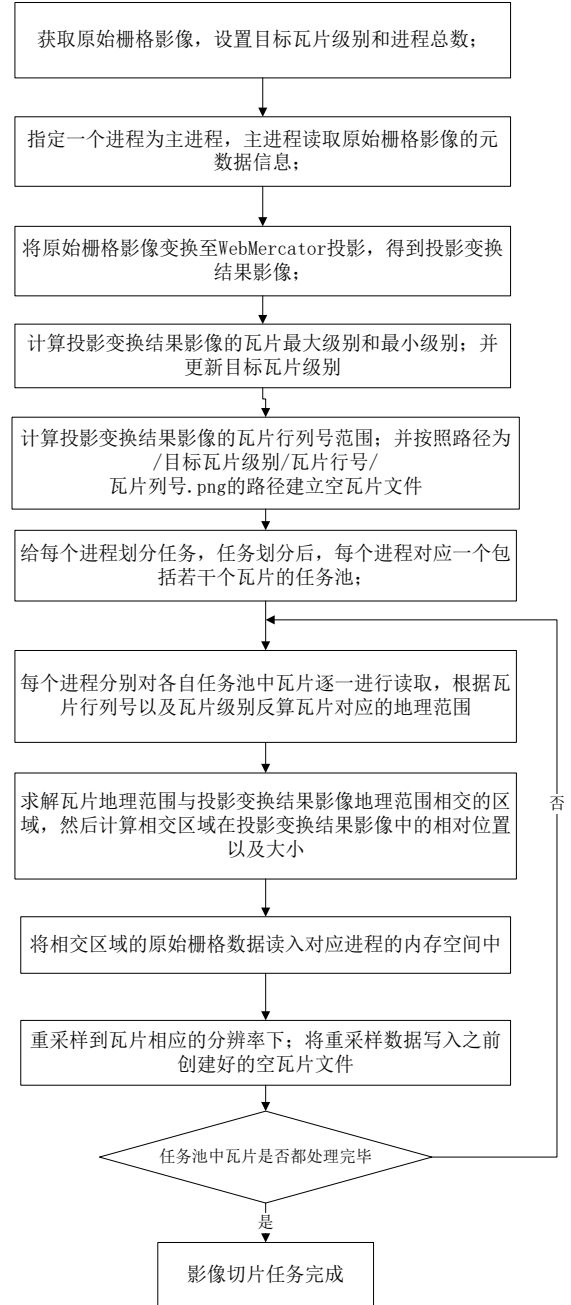 获取原始栅格影像，设置目标瓦片级别和进程总数；
指定一个进程为主进程，主进程读取原始栅格影像的元
数据信息；
将原始栅格影像变换至WebMercator投影，得到投影变换
结果影像；
计算投影变换结果影像的瓦片最大级别和最小级别；并
更新目标瓦片级别
计算投影变换结果影像的瓦片行列号范围；并按照路径为
/目标瓦片级别/瓦片行号/
瓦片列号.png的路径建立空瓦片文件
给每个进程划分任务，任务划分后，每个进程对应一个包
括若干个瓦片的任务池；
每个进程分别对各自任务池中瓦片逐一进行读取，根据瓦
片行列号以及瓦片级别反算瓦片对应的地理范围
求解瓦片地理范围与投影变换结果影像地理范围相交的区
域，然后计算相交区域在投影变换结果影像中的相对位置
以及大小
否
将相交区域的原始栅格数据读入对应进程的内存空间中
重采样到瓦片相应的分辨率下；将重采样数据写入之前
创建好的空瓦片文件
任务池中瓦片是否都处理完毕
是
影像切片任务完成